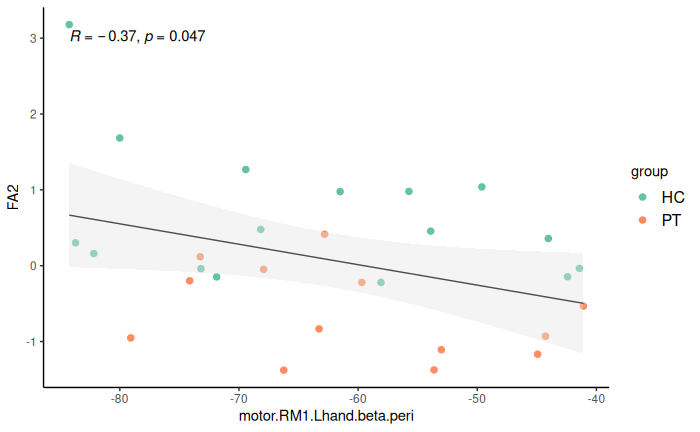 R = −0.37, p = 0.047
3
2
1
0
-1
FA2
-80
-70
-60
-50
-40
motor.RM1.Lhand.beta.peri
group
HC
PT